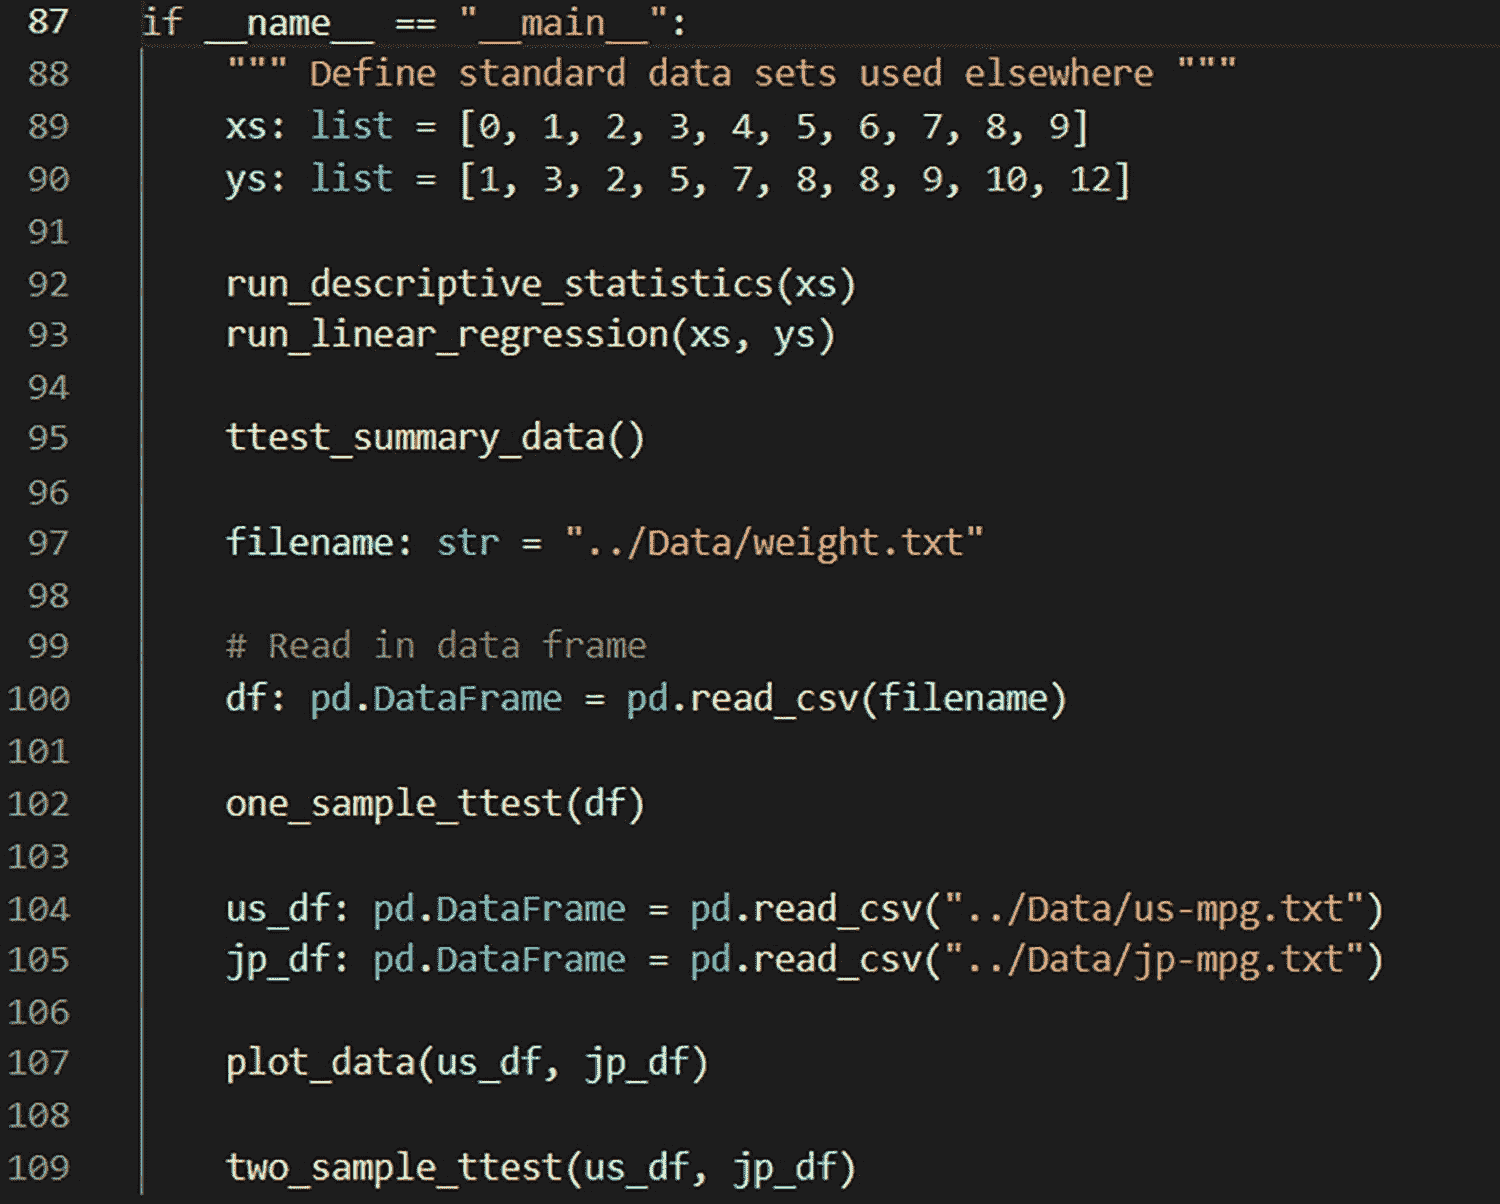 87 if __name__ == "__main__":
88 """ Define standard data sets used elsewhere """
89 xs: list = [0, 1, 2, 3, 4, 5, 6, 7, 8, 9]
90 ys: list = [1, 3, 2, 5, 7, 8, 8, 9, 10, 12]
91
92 run_descriptive_statistics(xs)
93 run_linear_regression(xs, ys)
94
95 ttest_summary_data()
96
97 filename: str = "../Data/weight.txt"
98
99 # Read in data frame
100 df: pd.DataFrame = pd.read_csv(filename)
101
102 one_sample_ttest(df)
103
104 us_df: pd.DataFrame = pd.read_csv("../Data/us-mpg.txt")
105 jp_df: pd.DataFrame = pd.read_csv("../Data/jp-mpg.txt")
106
107 plot_data(us_df, jp_df)
108
109 two_sample_ttest(us_df, jp_df)